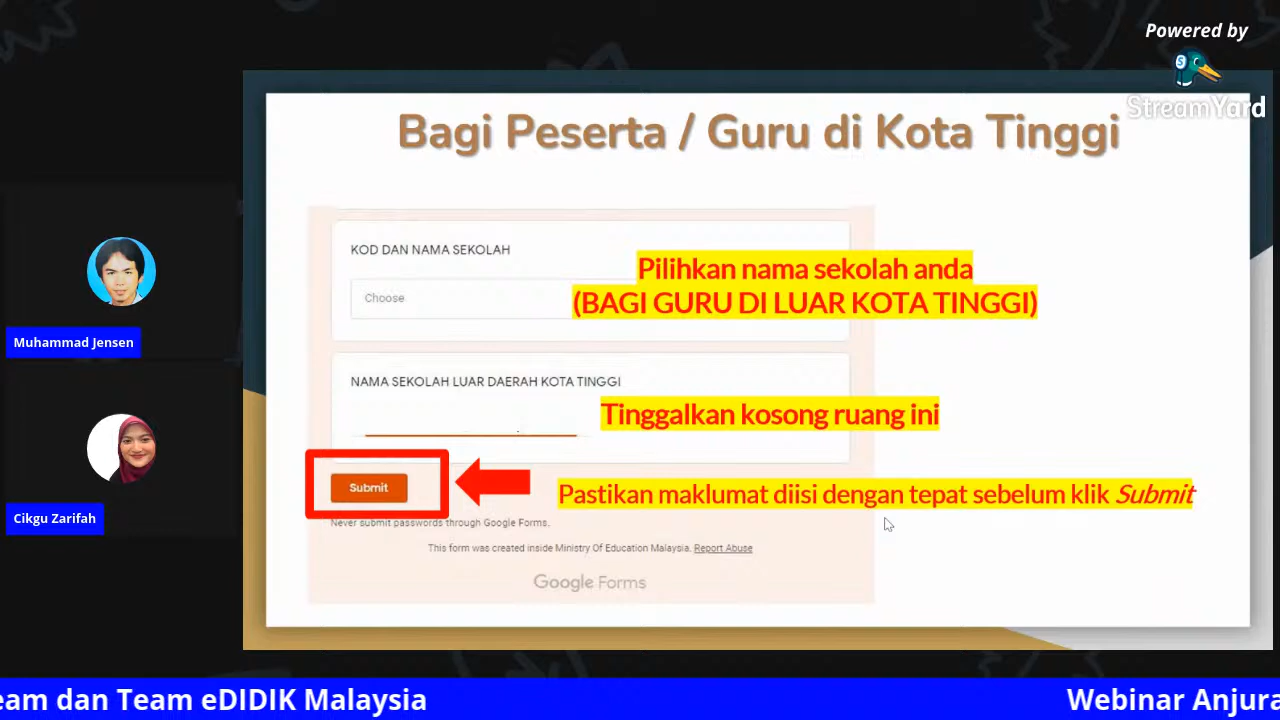 Powered by
StreamYard
Bagi Peserta / Guru di Kota Tinggi
KOD DAN NAMA SEKOLAH
Pilihkan nama sekolah anda
Choose
(BAGI GURU DI LUAR KOTA TINGGI)
Muhammad Jensen
NAMA SEKOLAH LUAR DAERAH KOTA TINGGI
Tinggalkan kosong ruang ini
Submit
Pastikan maklumat diisi dengan tepat sebelum klik Submit
Cikgu Zarifah
Never submit passwords through Google Forms.
This form was created inside Ministry Of Education Malaysia. Report Abuse
Google Forms
eam dan Team eDIDIK Malaysia
Webinar Anjura